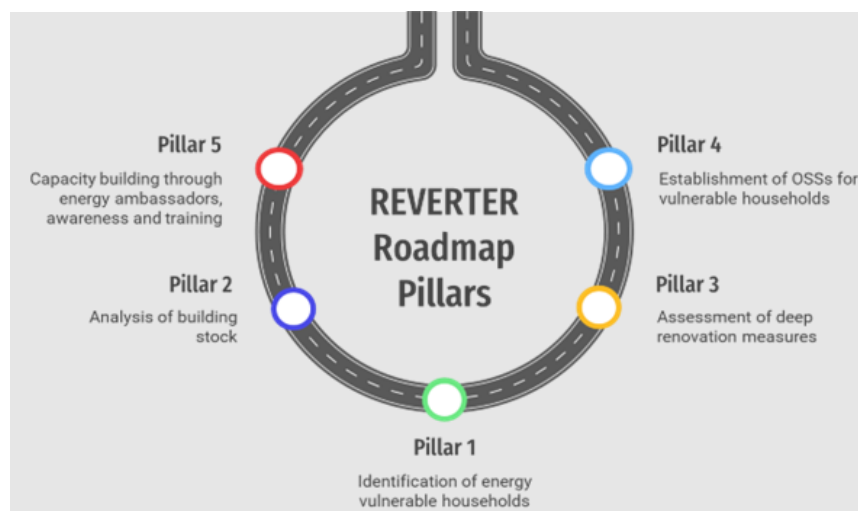 REVERTER
Roadmap
Pillars
Pillar 5
Capacity building through
energy ambassadors,
awareness and training
Pillar 4
Establishment of OSSs for
vulnerable households
Pillar 2
Analysis of building
stock
Pillar 3
Assessment of deep
renovation measures
Pillar 1
Identification of energy
vulnerable households